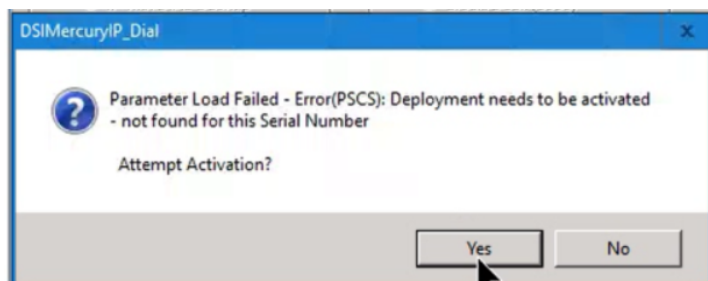 DSIMercuryIP_Dial
x
Parameter Load Failed - Error(PSCS): Deployment needs to be activated
- not found for this Serial Number
Attempt Activation?
Yes
No